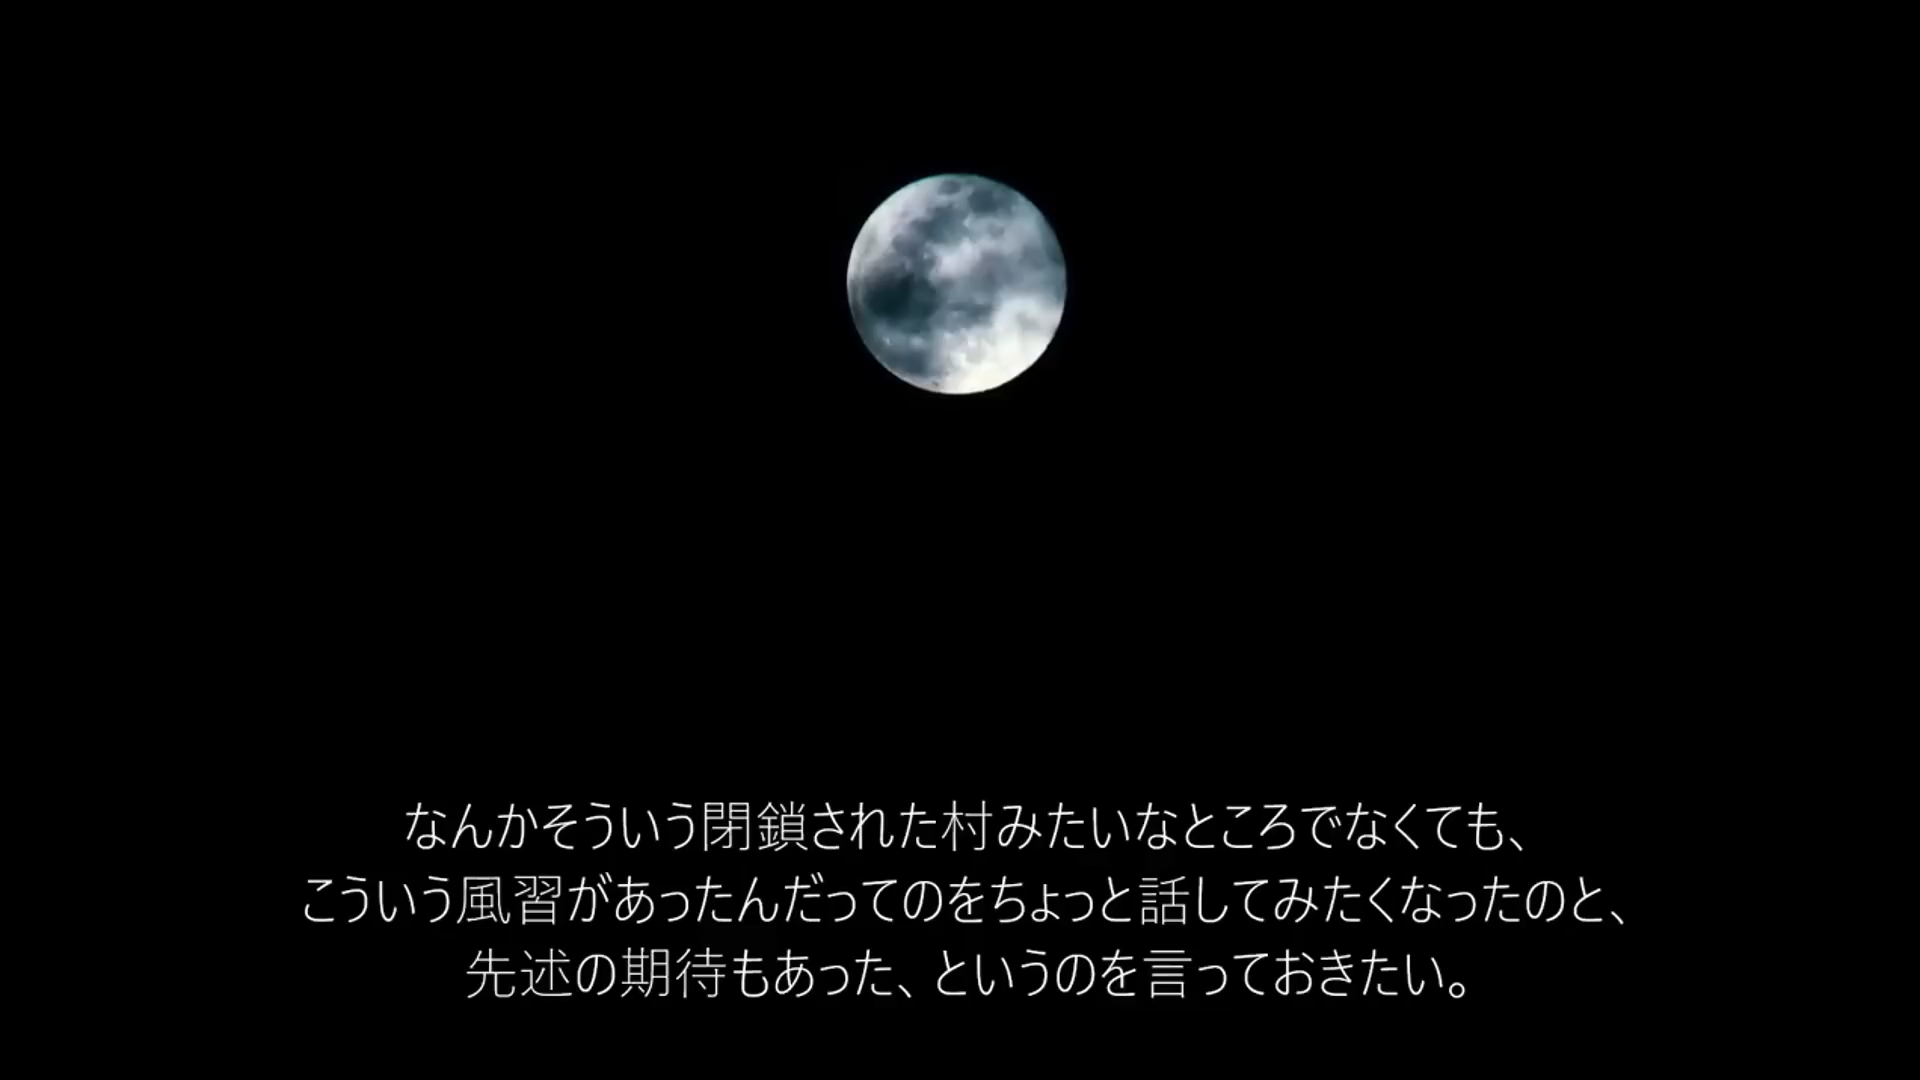 なんかそういう閉鎖された村みたいなところでなくても、
こういう風習があったんだってのをちょっと話してみたくなったのと、
先述の期待もあった、というのを言っておきたい。